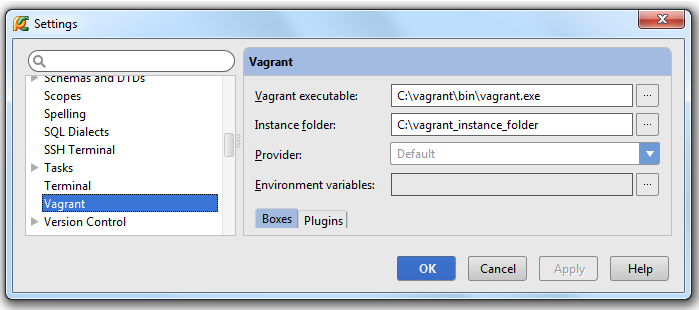 Settings
Schemas and DTDs
Scopes
Spelling
SQL Dialects
SSH Terminal
Tasks
Terminal
Vagrant
Version Control
Vagrant
Vagrant executable: C:\vagrant\bin\vagrant.exe ...
Instance folder: C:\vagrant_instance_folder ...
Provider: Default
Environment variables: ...
Boxes Plugins
OK Cancel Apply Help